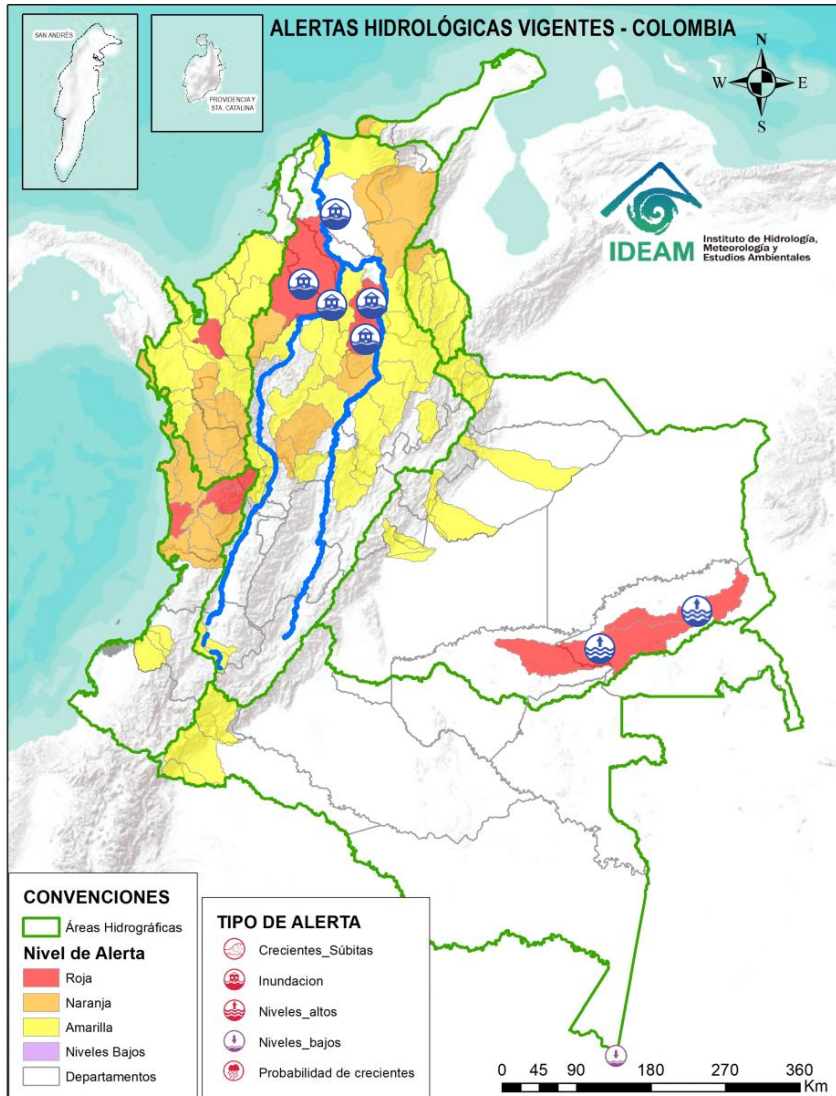 ALERTAS HIDROLÓGICAS VIGENTES - COLOMBIA
SAN ANDRÉS
PROVIDENCIA Y
STA. CATALINA
N
W E
S
IDEAM
Instituto de Hidrología,
Meteorología y
Estudios Ambientales
CONVENCIONES
Áreas Hidrográficas
Nivel de Alerta
Roja
Naranja
Amarilla
Niveles Bajos
Departamentos
TIPO DE ALERTA
Crecientes_Súbitas
Inundacion
Niveles_altos
Niveles_bajos
Probabilidad de crecientes
0 45 90 180 270 360
Km